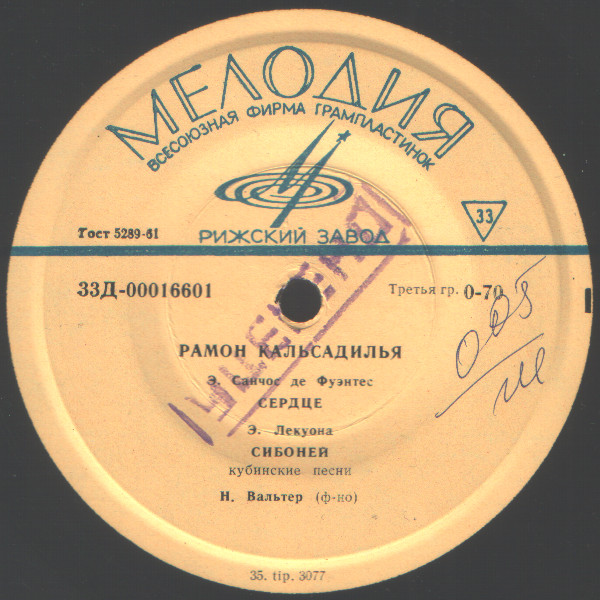 МЕЛОДИЯ
ВСЕСОЮЗНАЯ ФИРМА ГРАМПЛАСТИНОК
33
Гост 5289-61
РИЖСКИЙ ЗАВОД
33Д-00016601
Третья гр. 0-70
РАМОН КАЛЬСАДИЛЬЯ
Э. Санчос де Фуэнтес
СЕРДЦЕ
Э. Лекуона
СИБОНЕЙ
кубинские песни
Н. Вальтер (ф-но)
35. tip. 3077